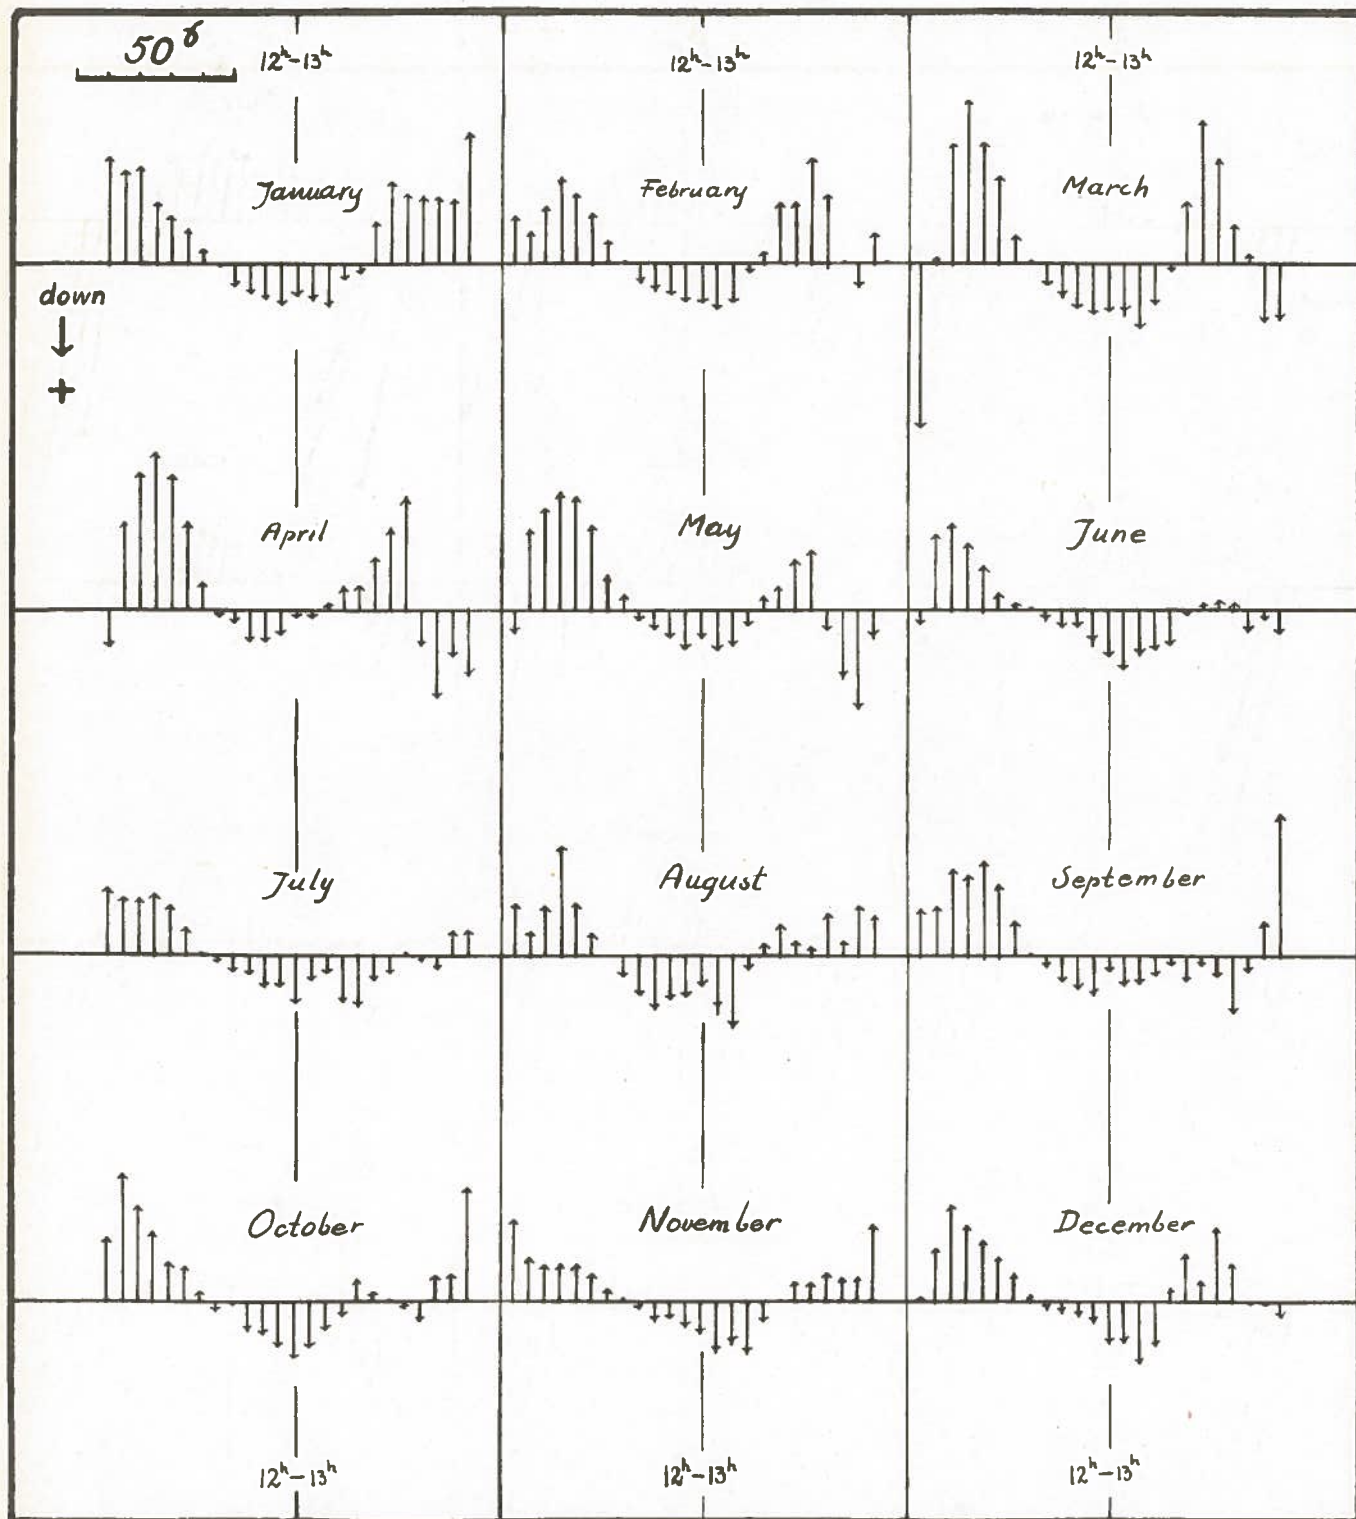 50γ
12ʰ–13ʰ 12ʰ–13ʰ 12ʰ–13ʰ
January February March
down
+
April May June
July August September
October November December
12ʰ–13ʰ 12ʰ–13ʰ 12ʰ–13ʰ